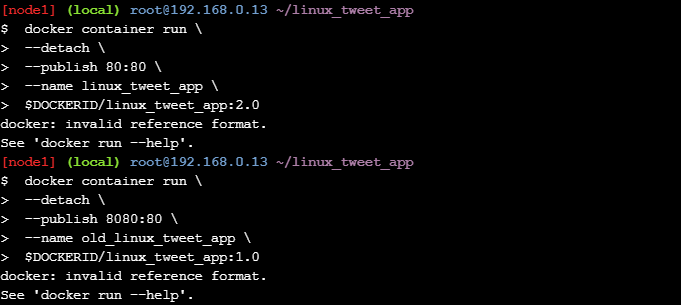 [node1] (local) root@192.168.0.13 ~/linux_tweet_app
$  docker container run \
>  --detach \
>  --publish 80:80 \
>  --name linux_tweet_app \
>  $DOCKERID/linux_tweet_app:2.0
docker: invalid reference format.
See 'docker run --help'.
[node1] (local) root@192.168.0.13 ~/linux_tweet_app
$  docker container run \
>  --detach \
>  --publish 8080:80 \
>  --name old_linux_tweet_app \
>  $DOCKERID/linux_tweet_app:1.0
docker: invalid reference format.
See 'docker run --help'.